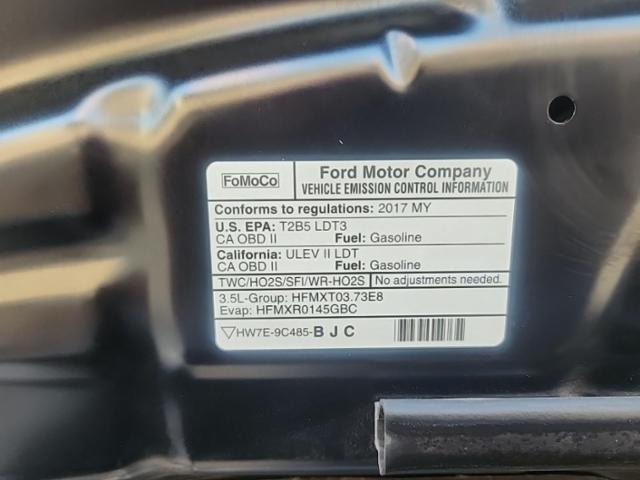 FoMoCo
Ford Motor Company
VEHICLE EMISSION CONTROL INFORMATION
Conforms to regulations: 2017 MY
U.S. EPA: T2B5 LDT3
CA OBD II Fuel: Gasoline
California: ULEV II LDT
CA OBD II Fuel: Gasoline
TWC/HO2S/SFI/WR-HO2S No adjustments needed.
3.5L-Group: HFMXT03.73E8
Evap: HFMXR0145GBC
HW7E-9C485-B J C